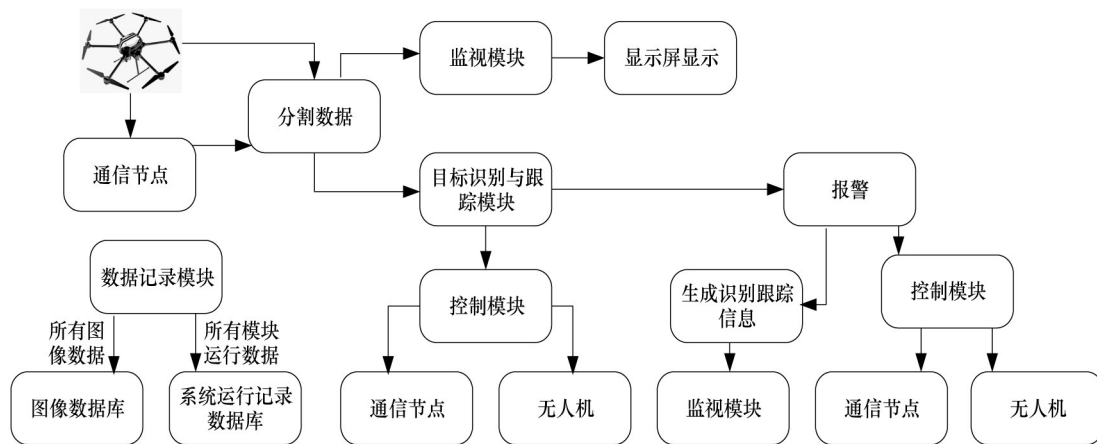 监视模块
显示屏显示
分割数据
通信节点
目标识别与跟
踪模块
报警
数据记录模块
控制模块
生成识别跟踪
信息
控制模块
所有图
像数据
所有模块
运行数据
图像数据库
系统运行记录
数据库
通信节点
无人机
监视模块
通信节点
无人机